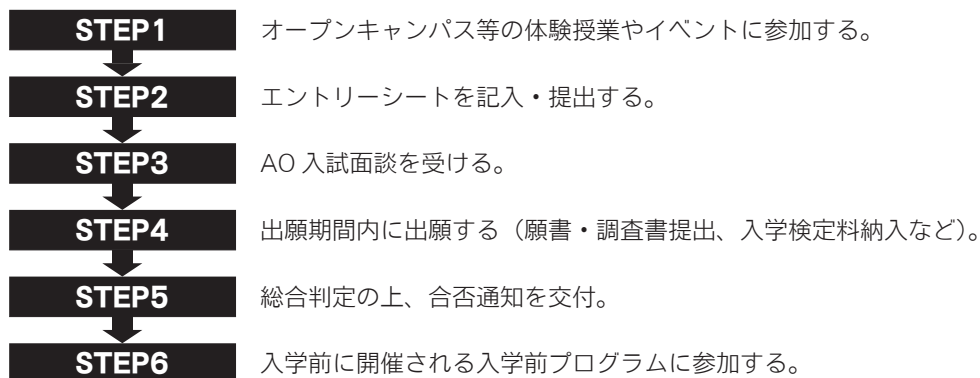 STEP1 オープンキャンパス等の体験授業やイベントに参加する。
STEP2 エントリーシートを記入・提出する。
STEP3 AO 入試面談を受ける。
STEP4 出願期間内に出願する（願書・調査書提出、入学検定料納入など）。
STEP5 総合判定の上、合否通知を交付。
STEP6 入学前に開催される入学前プログラムに参加する。